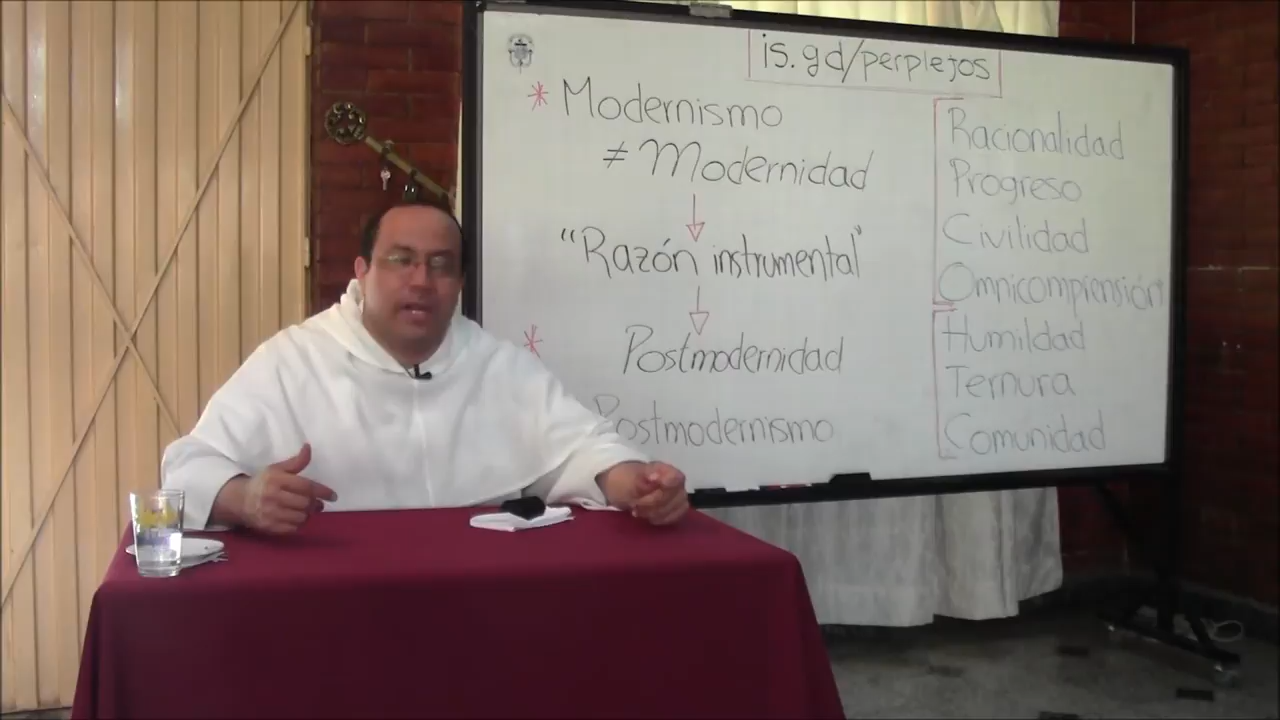 is.gd/perplejos
* Modernismo
≠ Modernidad
"Razón instrumental"
* Postmodernidad
Postmodernismo
Racionalidad
Progreso
Civilidad
Omnicomprensión
Humildad
Ternura
Comunidad